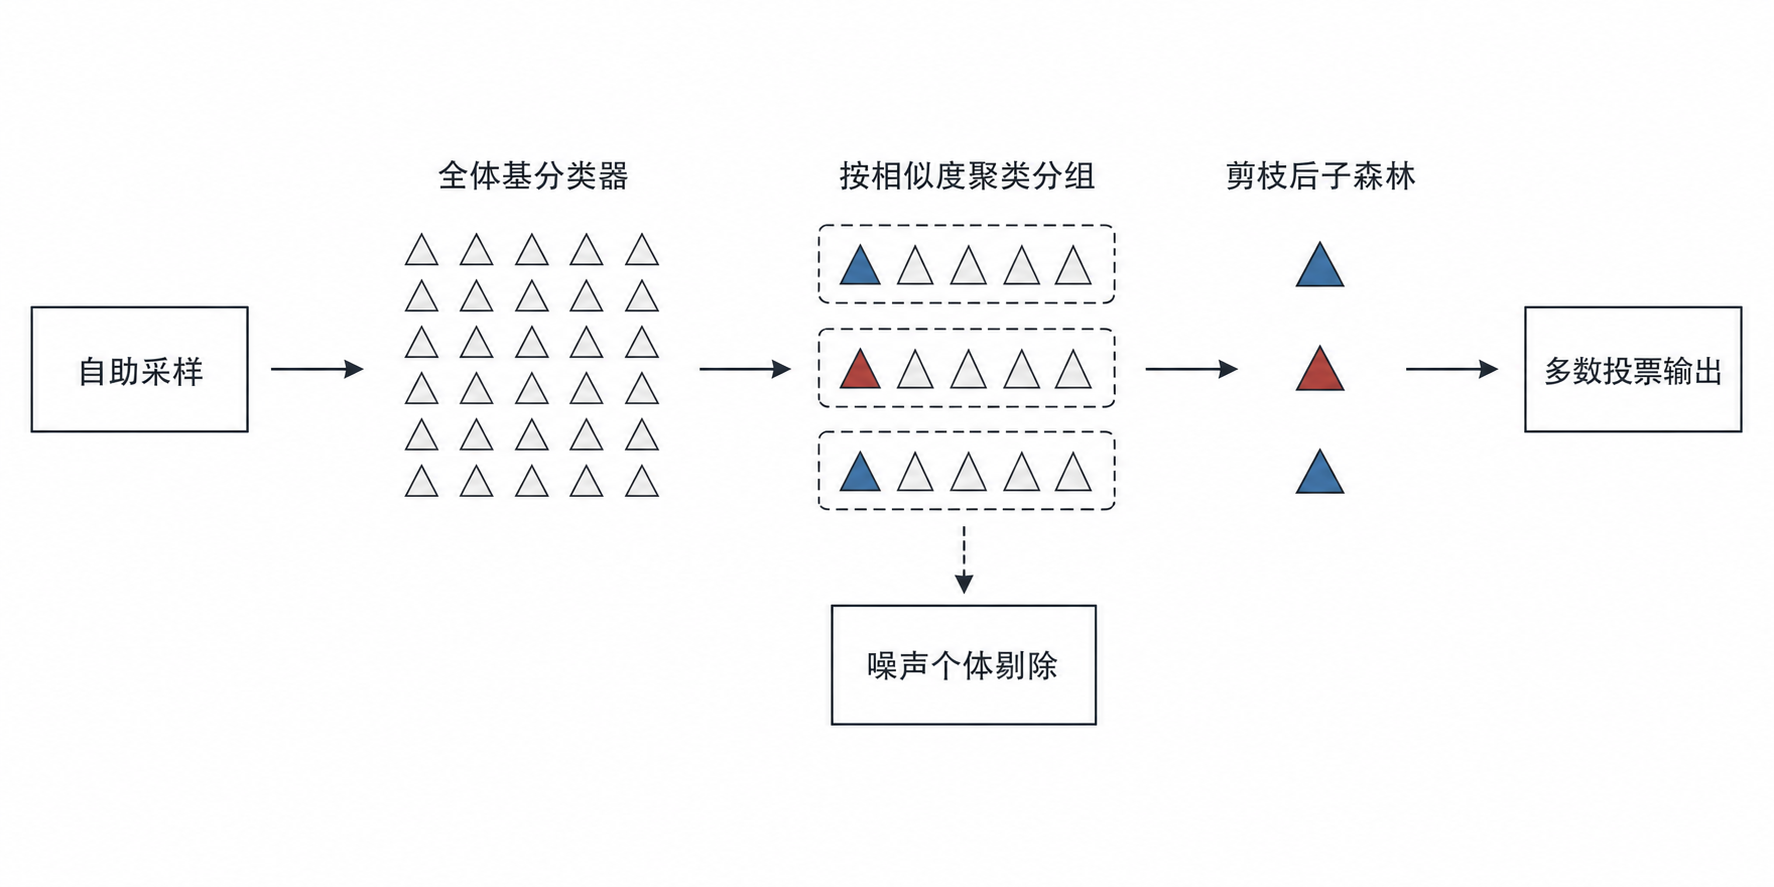 全体基分类器
按相似度聚类分组
剪枝后子森林
自助采样
多数投票输出
噪声个体剔除